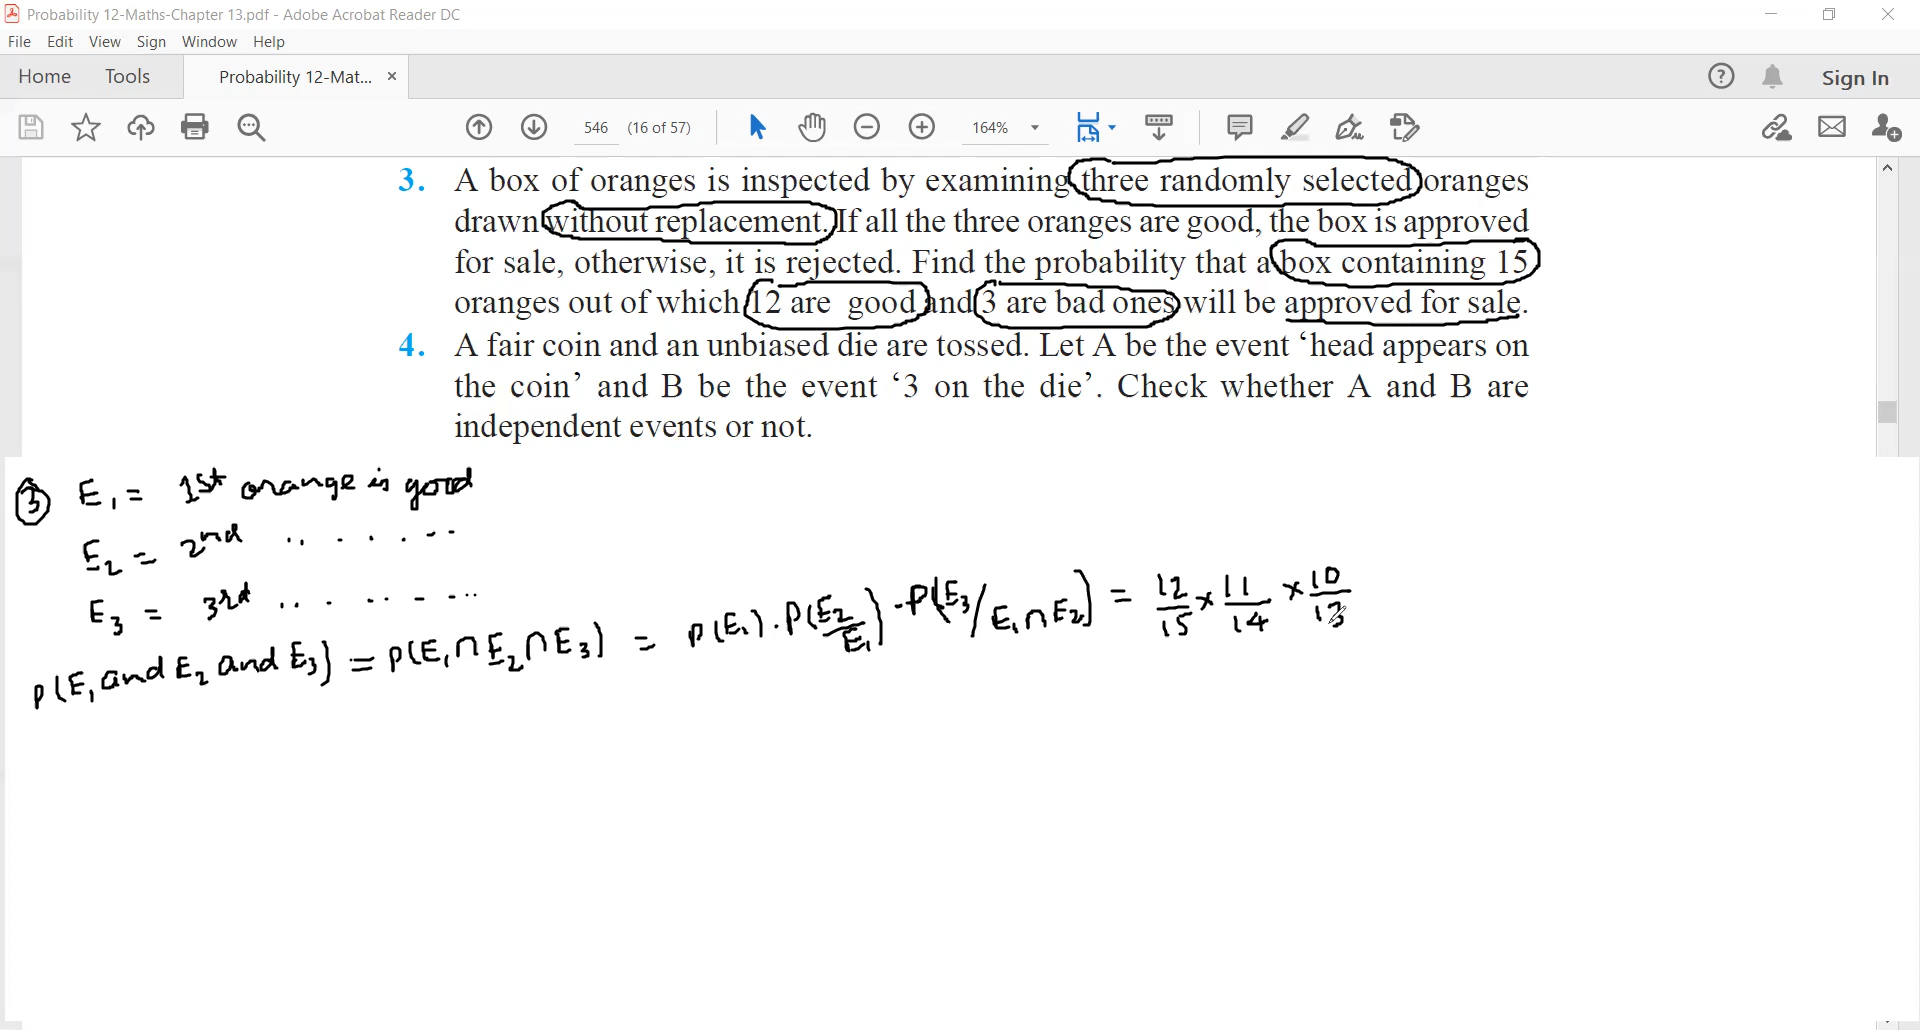 Probability 12-Maths-Chapter 13.pdf - Adobe Acrobat Reader DC
File Edit View Sign Window Help
Home Tools Probability 12-Mat... × Sign In
546 (16 of 57) 164%
3. A box of oranges is inspected by examining three randomly selected oranges
drawn without replacement. If all the three oranges are good, the box is approved
for sale, otherwise, it is rejected. Find the probability that a box containing 15
oranges out of which 12 are good and 3 are bad ones will be approved for sale.
4. A fair coin and an unbiased die are tossed. Let A be the event ‘head appears on
the coin’ and B be the event ‘3 on the die’. Check whether A and B are
independent events or not.
③ E₁ = 1st orange is good
E₂ = 2nd .. . . . . ..
E₃ = 3rd .. . .. - - ..
P(E₁ and E₂ and E₃) = P(E₁∩E₂∩E₃) = P(E₁) . P(E₂/E₁) . P(E₃/E₁∩E₂) = 12/15 × 11/14 × 10/13